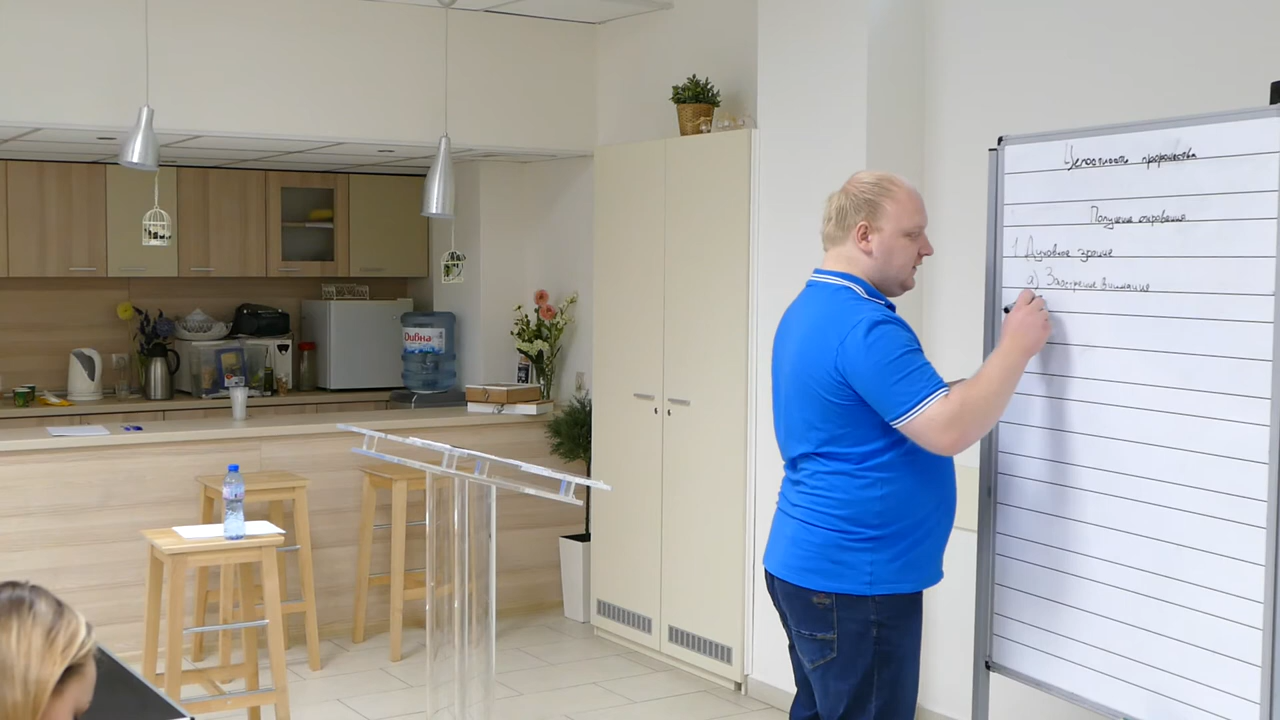 Целостность пророчества
Получение откровения
1. Духовное зрение
а) Заострение внимания
Дивна